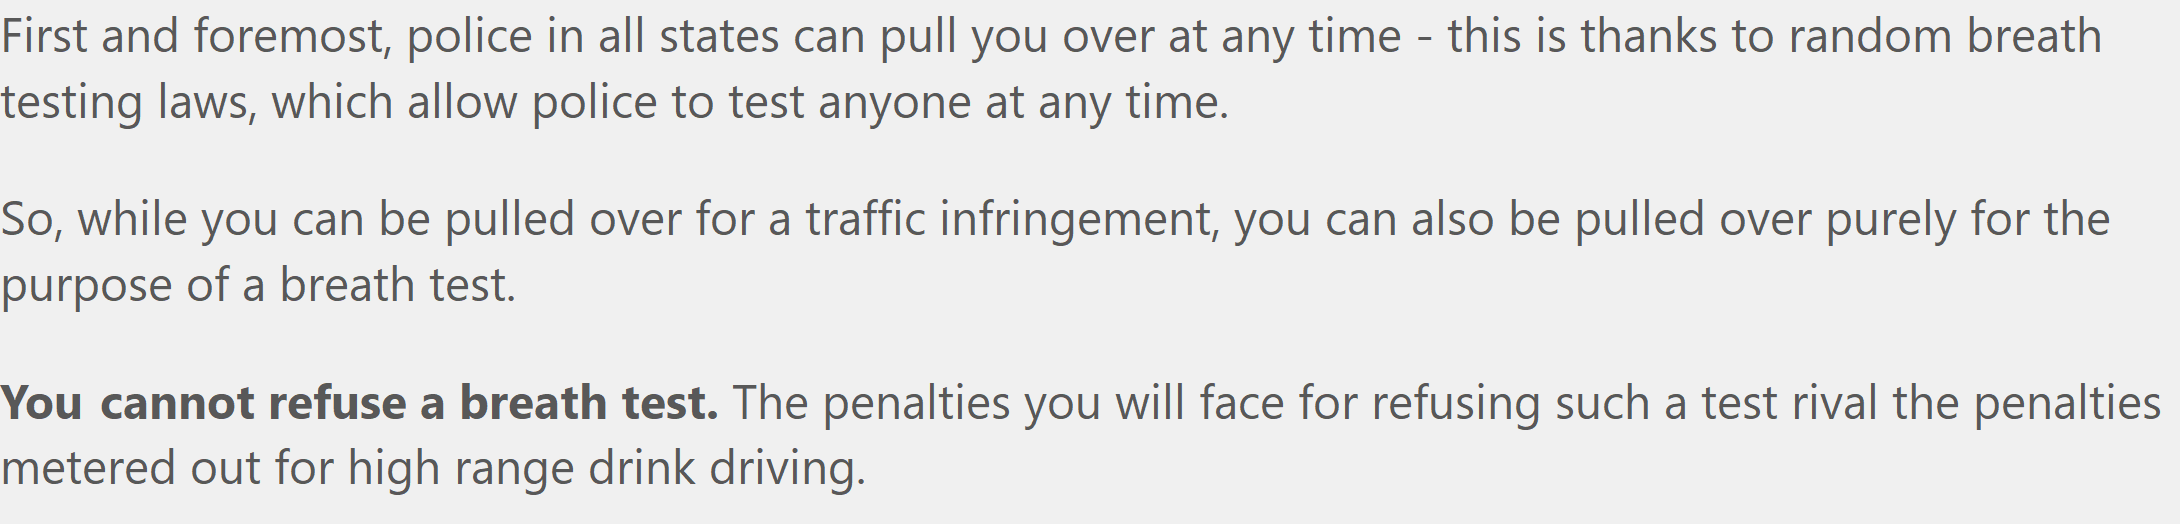 First and foremost, police in all states can pull you over at any time - this is thanks to random breath
testing laws, which allow police to test anyone at any time.
So, while you can be pulled over for a traffic infringement, you can also be pulled over purely for the
purpose of a breath test.
You cannot refuse a breath test. The penalties you will face for refusing such a test rival the penalties
metered out for high range drink driving.